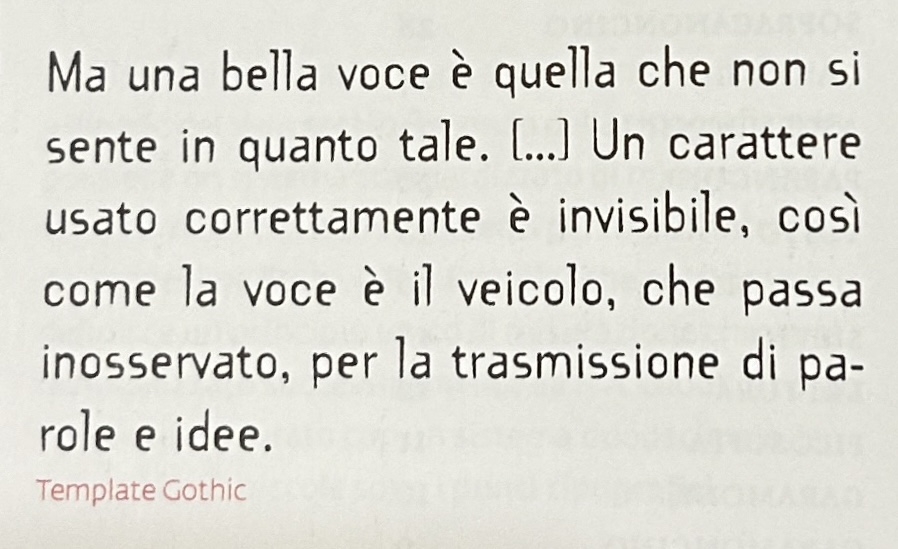 Ma una bella voce è quella che non si
sente in quanto tale. [...] Un carattere
usato correttamente è invisibile, così
come la voce è il veicolo, che passa
inosservato, per la trasmissione di pa-
role e idee.
Template Gothic